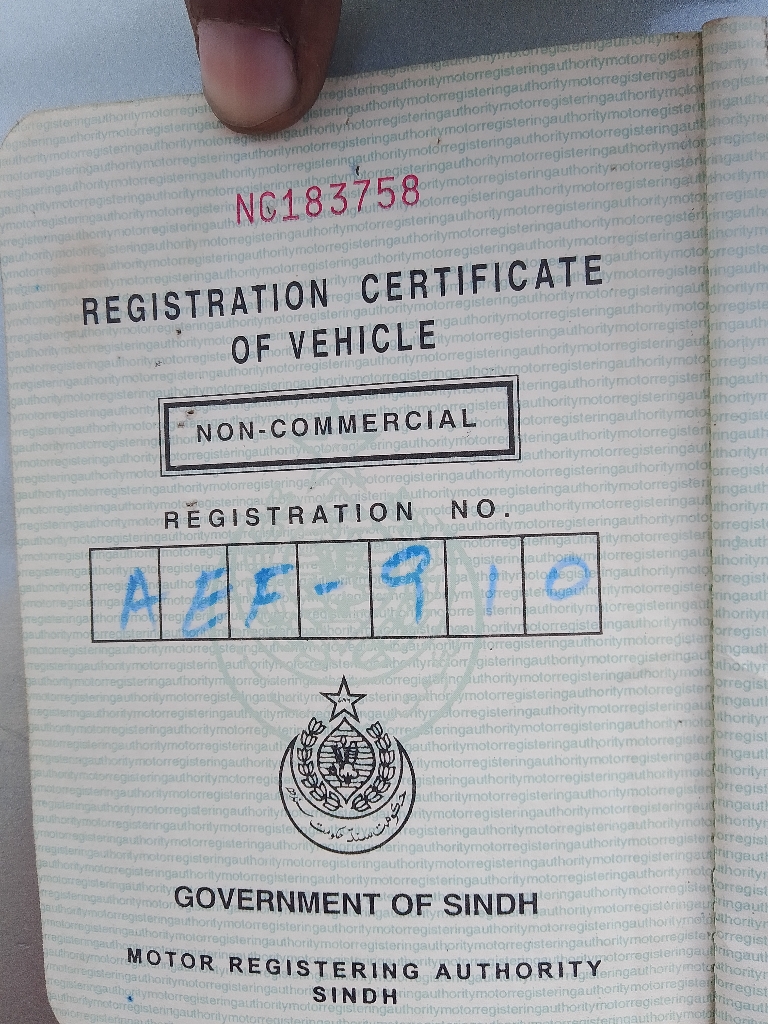 NC183758
REGISTRATION CERTIFICATE
OF VEHICLE
NON-COMMERCIAL
REGISTRATION NO.
AEF-910
GOVERNMENT OF SINDH
MOTOR REGISTERING AUTHORITY
SINDH